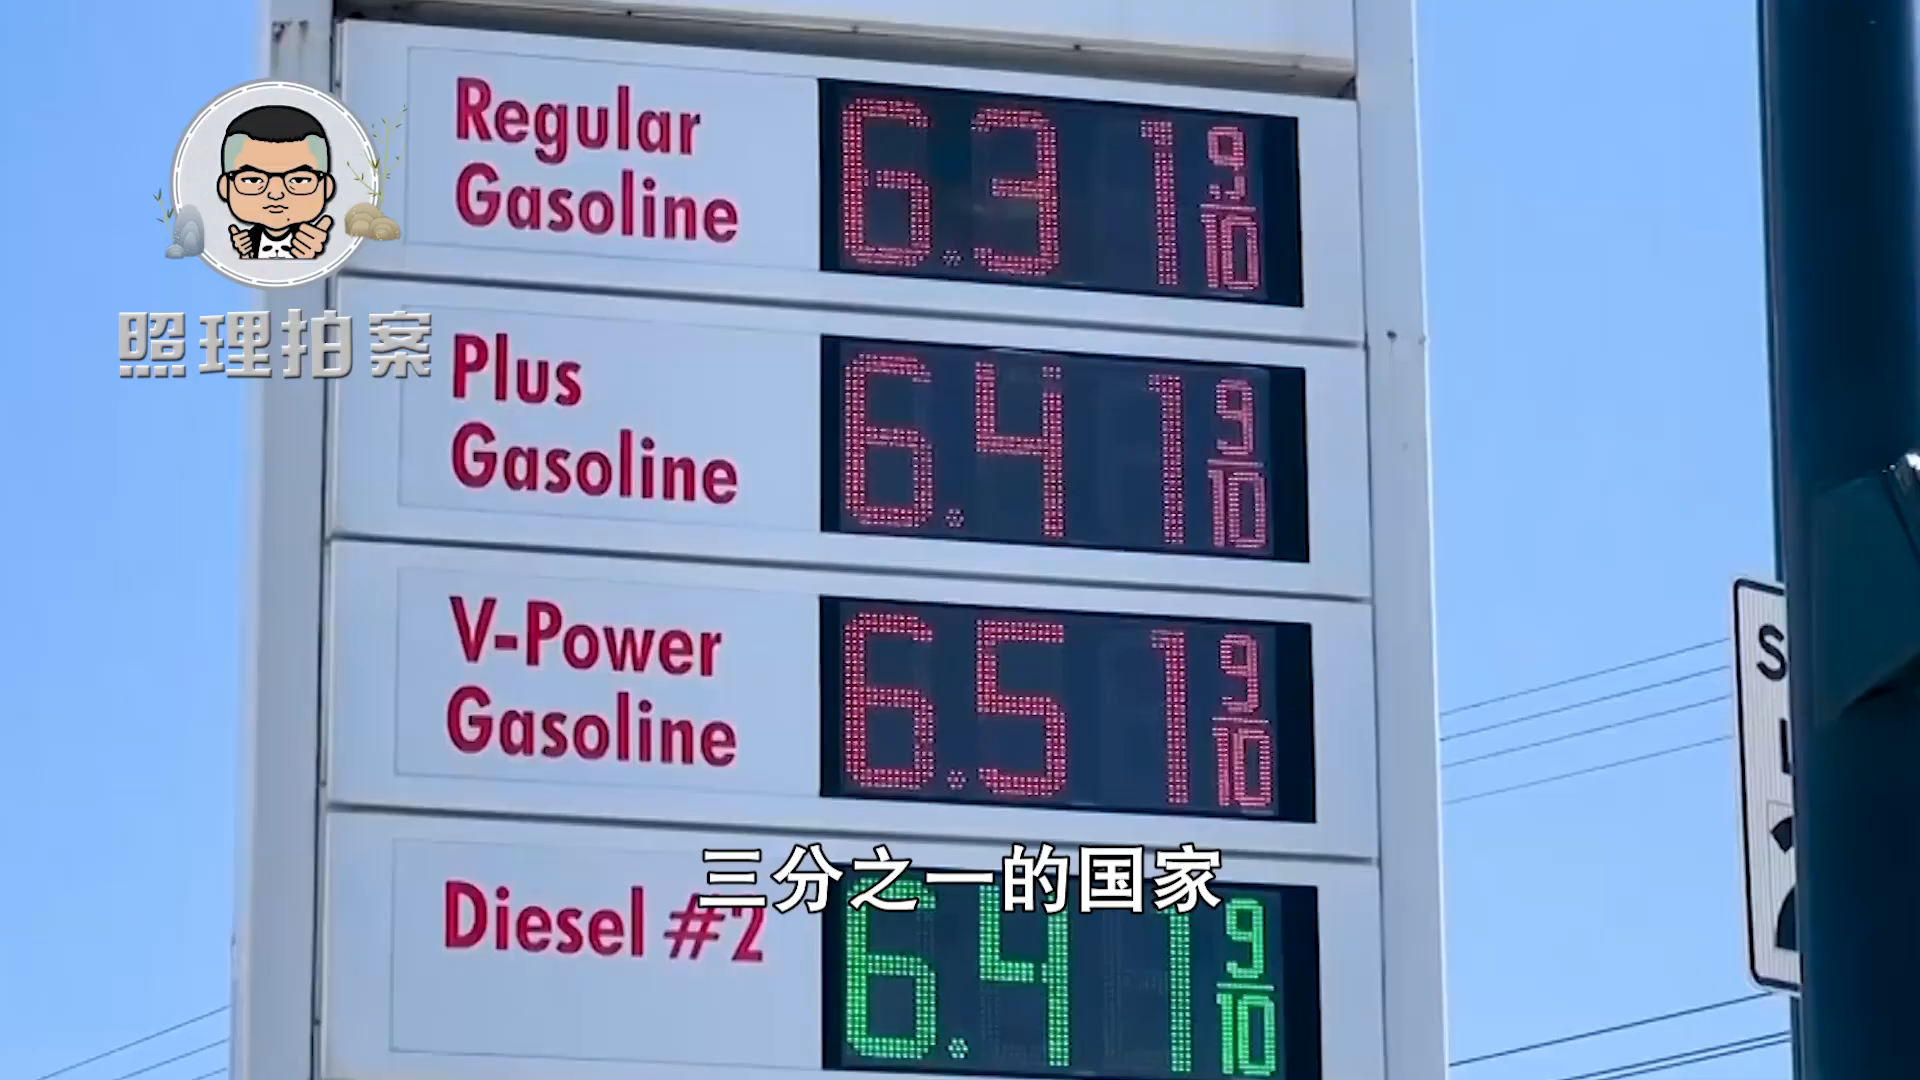 Regular
Gasoline
6.31 9/10
照理拍案
Plus
Gasoline
6.41 9/10
V-Power
Gasoline
6.51 9/10
三分之一的国家
Diesel #2
6.41 9/10
S